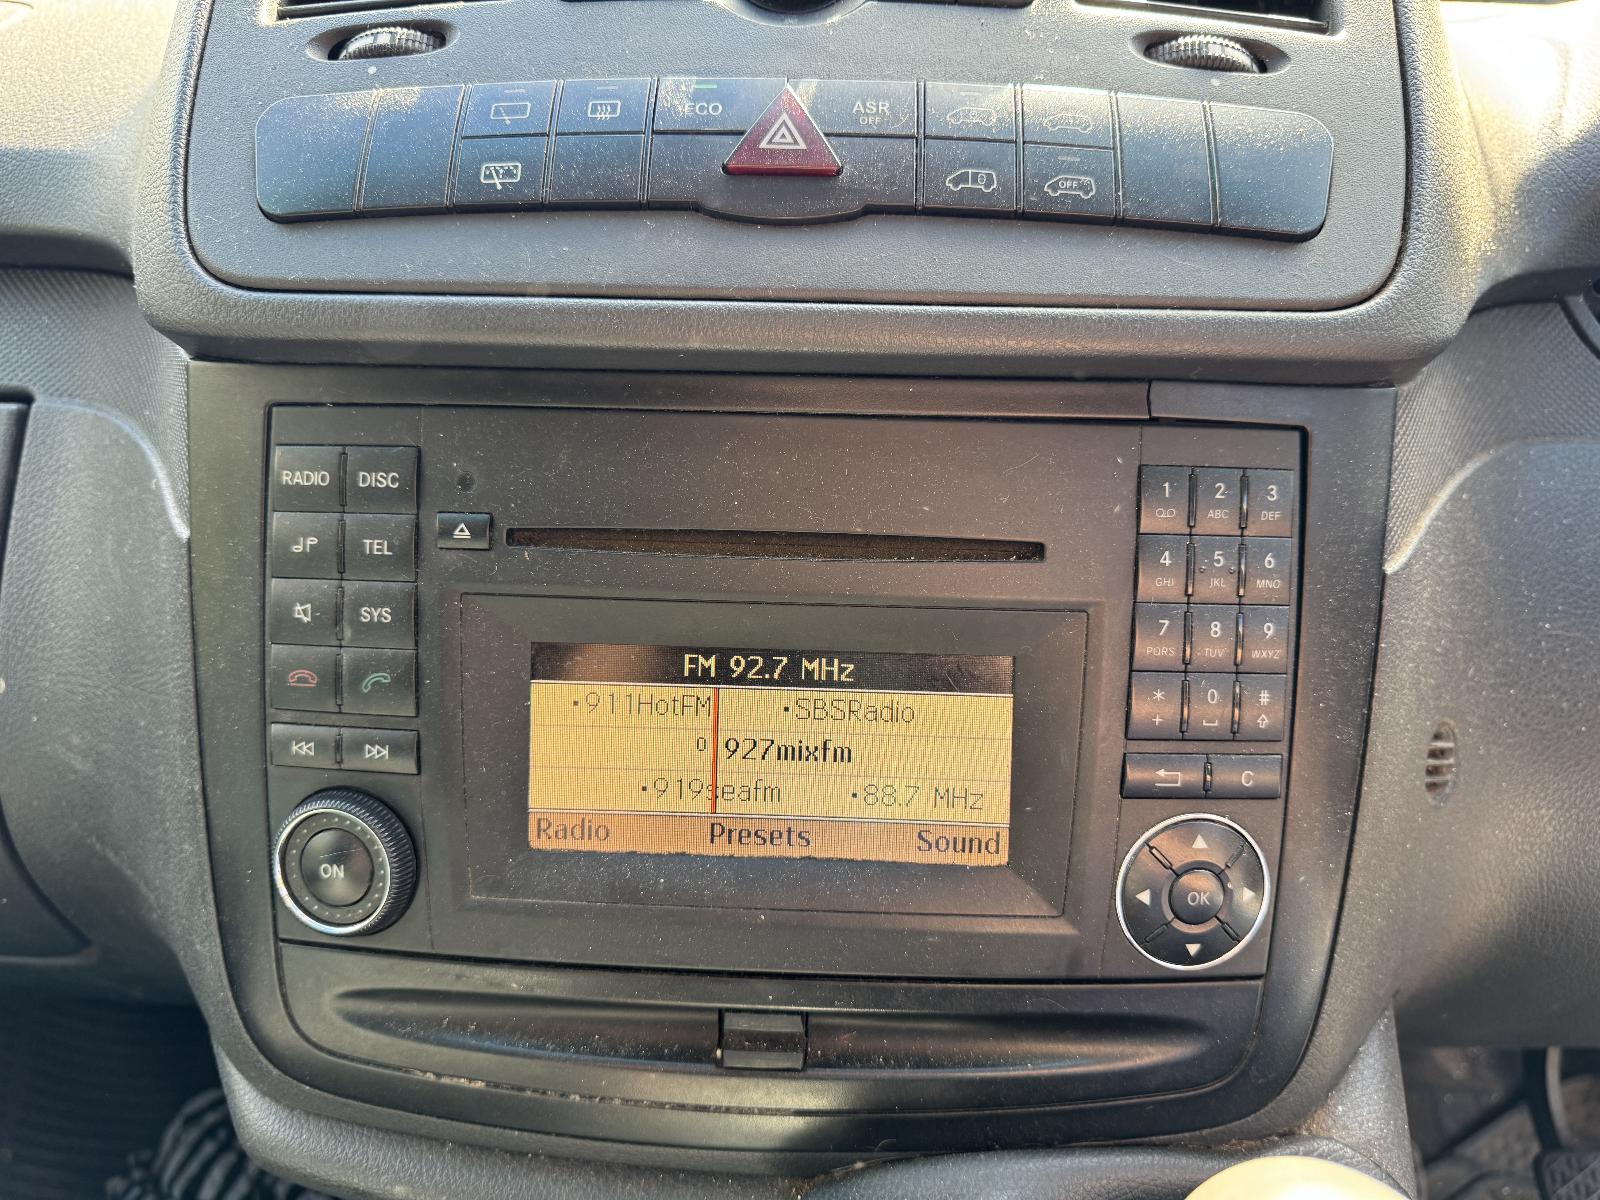 ECO
ASR
OFF
OFF
RADIO DISC
TEL
SYS
ON
1
2 ABC
3 DEF
4 GHI
5 JKL
6 MNO
7 PQRS
8 TUV
9 WXYZ
* +
0
#
C
OK
FM 92.7 MHz
•911HotFM •SBSRadio
0 927mixfm
•919seafm •88.7 MHz
Radio Presets Sound